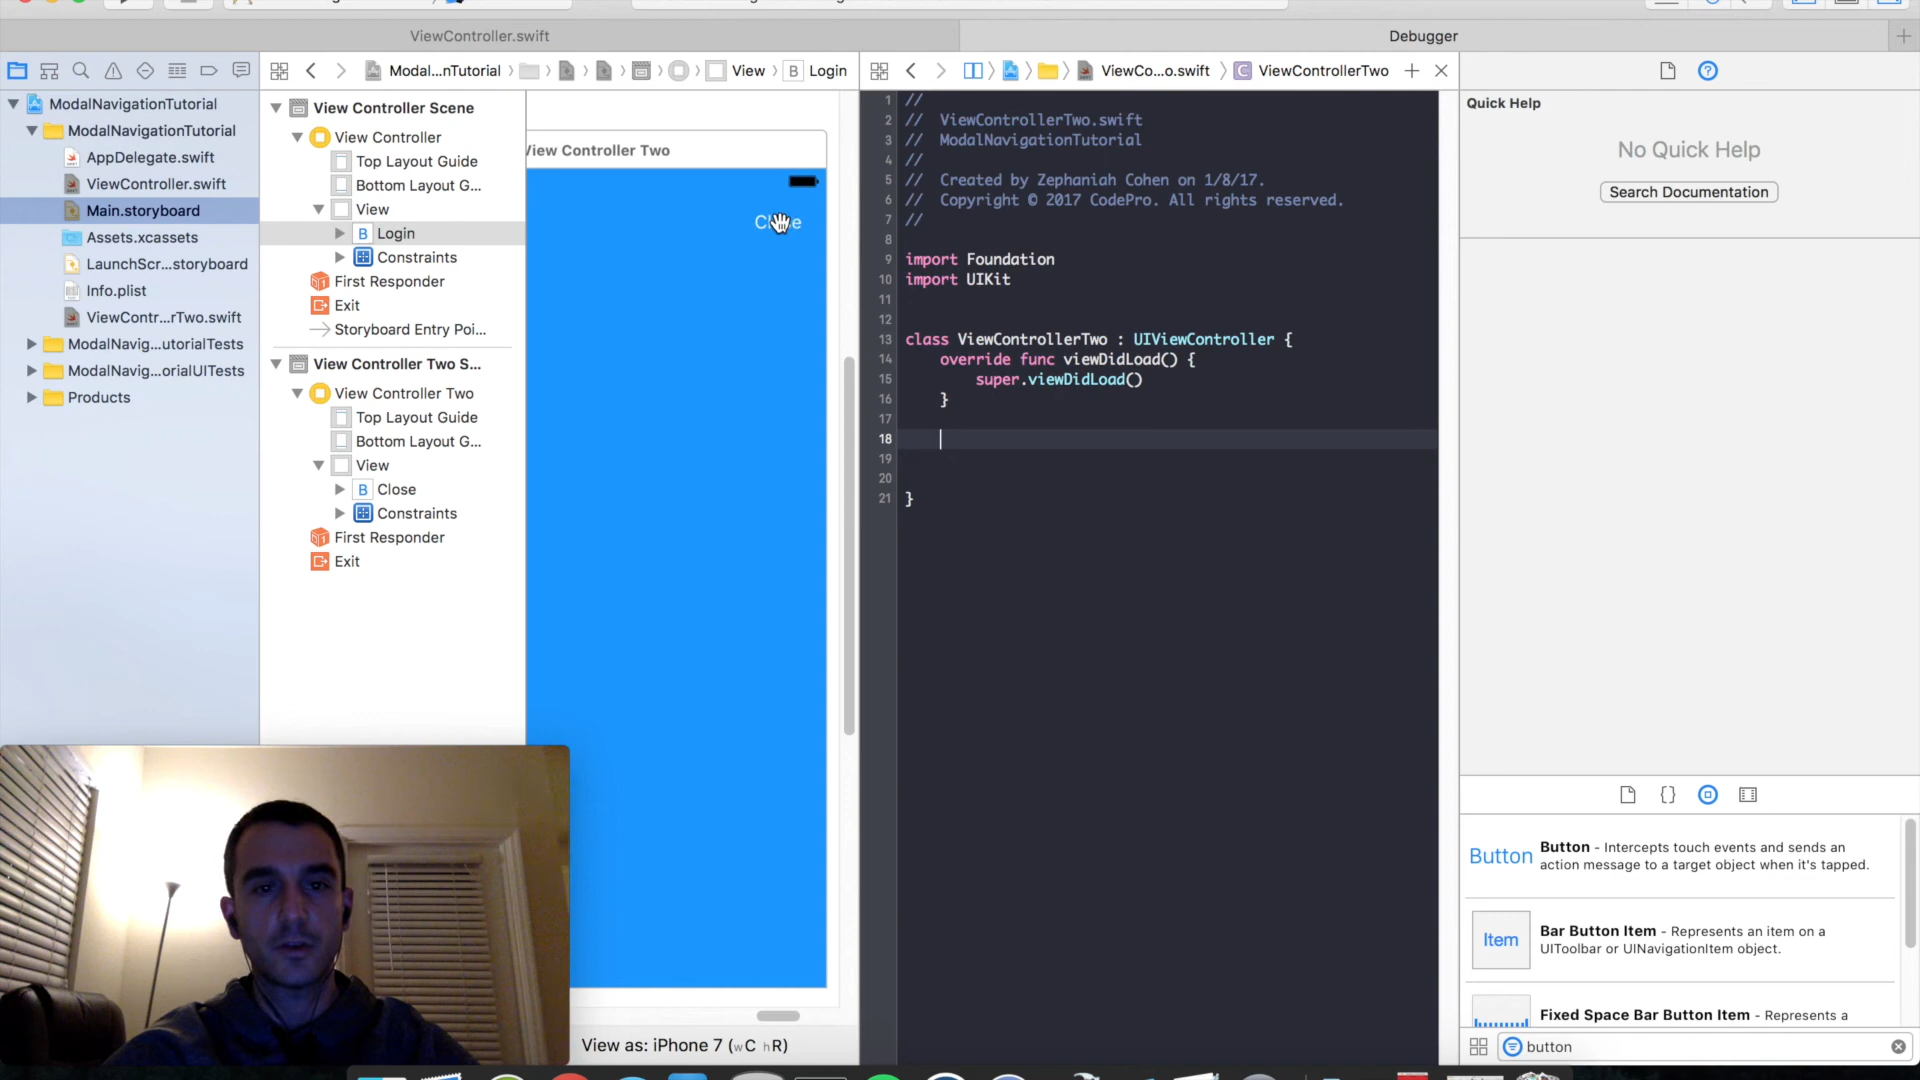 ViewController.swift
Debugger
Modal...nTutorial
View
B Login
ViewCo...o.swift
C ViewControllerTwo
ModalNavigationTutorial
ModalNavigationTutorial
AppDelegate.swift
ViewController.swift
Main.storyboard
Assets.xcassets
LaunchScr...storyboard
Info.plist
ViewContr...rTwo.swift
ModalNavig...utorialTests
ModalNavig...orialUITests
Products
View Controller Scene
View Controller
Top Layout Guide
Bottom Layout G...
View
B Login
Constraints
First Responder
Exit
Storyboard Entry Poi...
View Controller Two S...
View Controller Two
Top Layout Guide
Bottom Layout G...
View
B Close
Constraints
First Responder
Exit
View Controller Two
View as: iPhone 7 (wC hR)
1 //
2 // ViewControllerTwo.swift
3 // ModalNavigationTutorial
4 //
5 // Created by Zephaniah Cohen on 1/8/17.
6 // Copyright © 2017 CodePro. All rights reserved.
7 //
8
9 import Foundation
10 import UIKit
11
12
13 class ViewControllerTwo : UIViewController {
14 override func viewDidLoad() {
15 super.viewDidLoad()
16 }
17
18
19
20
21 }
Quick Help
No Quick Help
Search Documentation
Button
Button - Intercepts touch events and sends an
action message to a target object when it's tapped.
Item
Bar Button Item - Represents an item on a
UIToolbar or UINavigationItem object.
Fixed Space Bar Button Item - Represents a
button